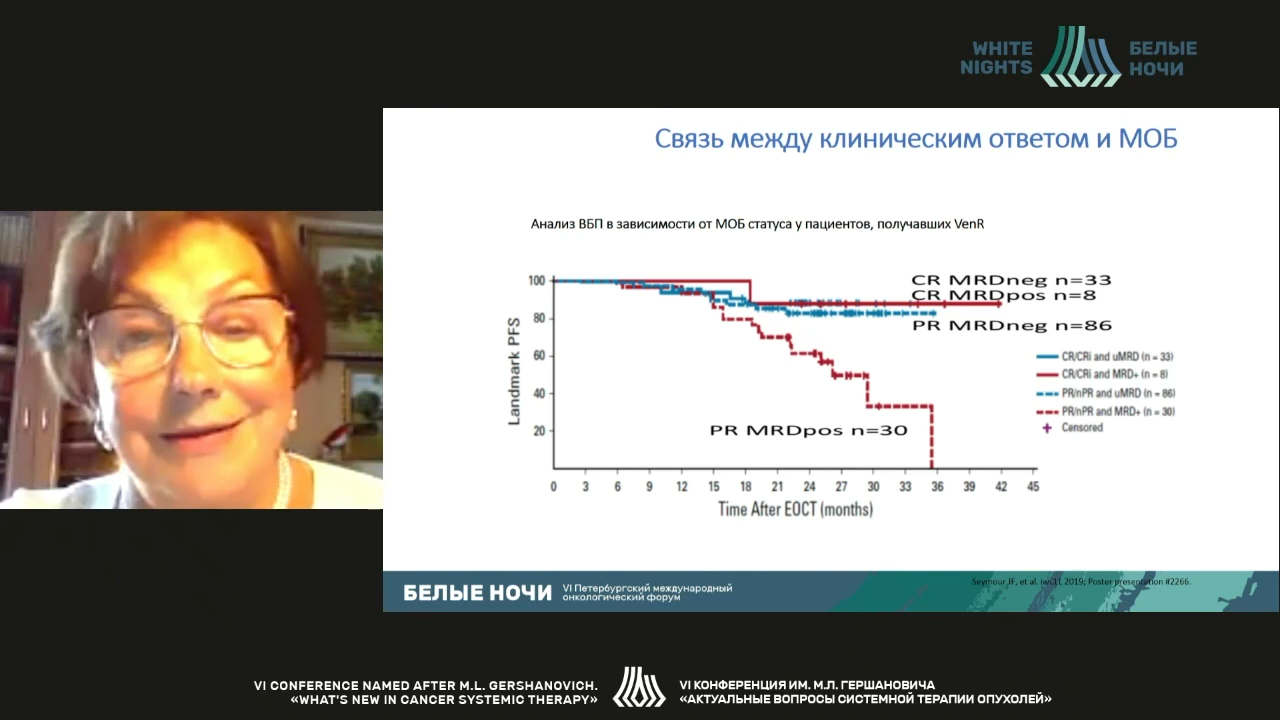 WHITE
NIGHTS
БЕЛЫЕ
НОЧИ
Связь между клиническим ответом и МОБ
Анализ ВБП в зависимости от МОБ статуса у пациентов, получавших VenR
CR MRDneg n=33
CR MRDpos n=8
PR MRDneg n=86
PR MRDpos n=30
Landmark PFS
100
80
60
40
20
0 3 6 9 12 15 18 21 24 27 30 33 36 39 42 45
Time After EOCT (months)
CR/CRi and uMRD (n = 33)
CR/CRi and MRD+ (n = 8)
PR/nPR and uMRD (n = 86)
PR/nPR and MRD+ (n = 30)
Censored
Seymour JF, et al. iwCLL 2019; Poster presentation #2266.
БЕЛЫЕ НОЧИ
VI Петербургский международный
онкологический форум
VI CONFERENCE NAMED AFTER M.L. GERSHANOVICH.
«WHAT'S NEW IN CANCER SYSTEMIC THERAPY»
VI КОНФЕРЕНЦИЯ ИМ. М.Л. ГЕРШАНОВИЧА
«АКТУАЛЬНЫЕ ВОПРОСЫ СИСТЕМНОЙ ТЕРАПИИ ОПУХОЛЕЙ»